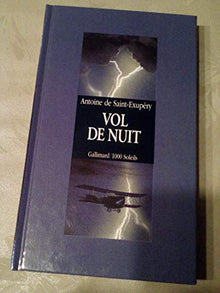 Antoine de Saint-Exupéry
VOL
DE NUIT
Gallimard 1000 Soleils